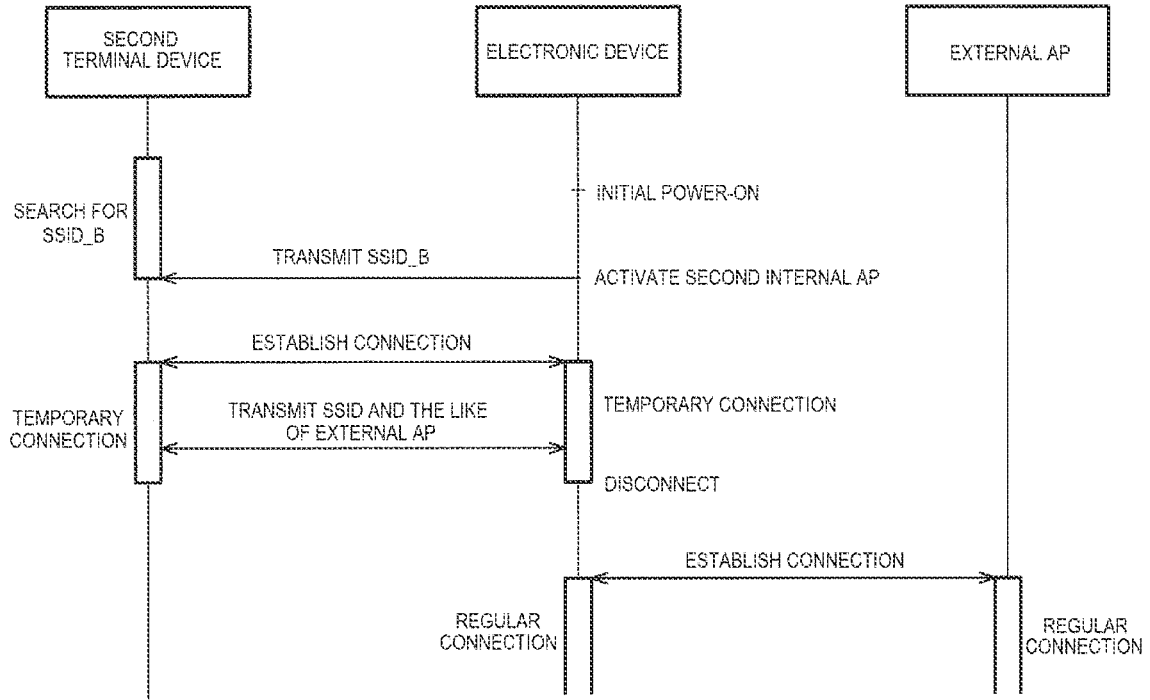 SECOND
TERMINAL DEVICE
ELECTRONIC DEVICE
EXTERNAL AP
INITIAL POWER-ON
SEARCH FOR
SSID_B
TRANSMIT SSID_B
ACTIVATE SECOND INTERNAL AP
ESTABLISH CONNECTION
TEMPORARY
CONNECTION
TRANSMIT SSID AND THE LIKE
OF EXTERNAL AP
TEMPORARY CONNECTION
DISCONNECT
ESTABLISH CONNECTION
REGULAR
CONNECTION
REGULAR
CONNECTION